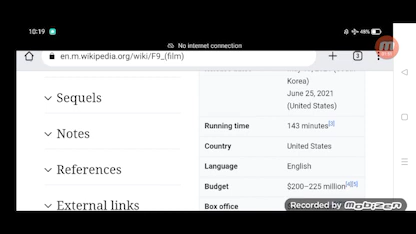 10:19
48%
No internet connection
en.m.wikipedia.org/wiki/F9_(film)
3
Korea)
June 25, 2021
(United States)
Sequels
Notes
References
External links
Running time 143 minutes[3]
Country United States
Language English
Budget $200–225 million[4][5]
Box office
Recorded by Mobizen